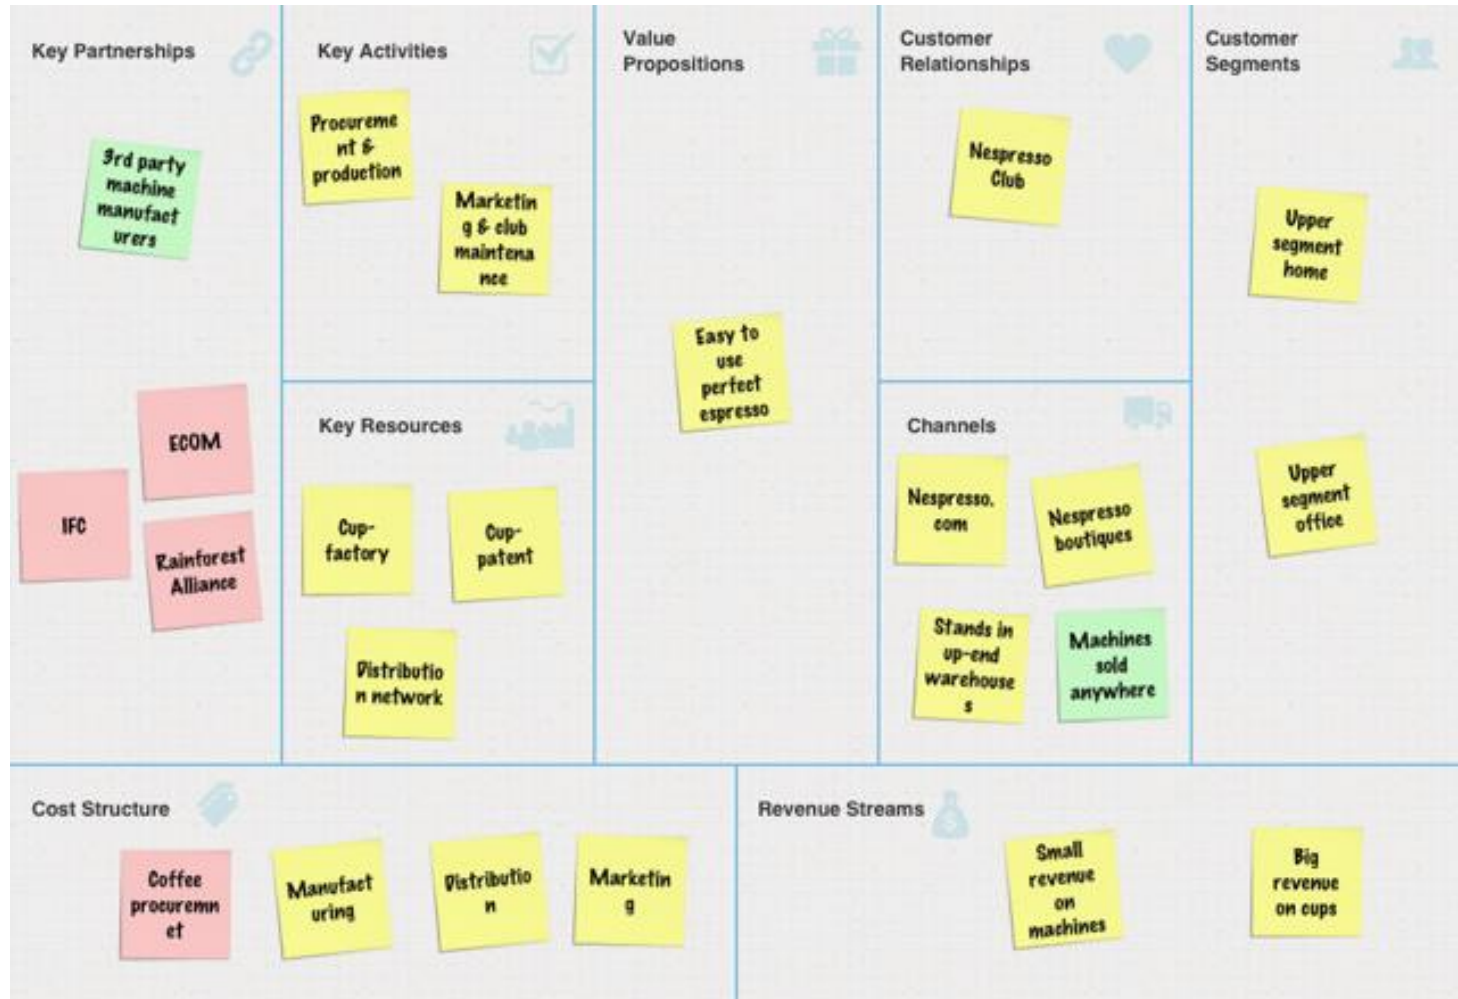 Key Partnerships
3rd party
machine
manufact
urers
ECOM
IFC
Rainforest
Alliance
Key Activities
Procureme
nt &
production
Marketin
g & club
maintena
nce
Key Resources
Cup-
factory
Cup-
patent
Distributio
n network
Value
Propositions
Easy to
use
perfect
espresso
Customer
Relationships
Nespresso
Club
Channels
Nespresso.
com
Nespresso
boutiques
Stands in
up-end
warehouse
s
Machines
sold
anywhere
Customer
Segments
Upper
segment
home
Upper
segment
office
Cost Structure
Coffee
procuremn
et
Manufact
uring
Distributio
n
Marketin
g
Revenue Streams
$
Small
revenue
on
machines
Big
revenue
on cups